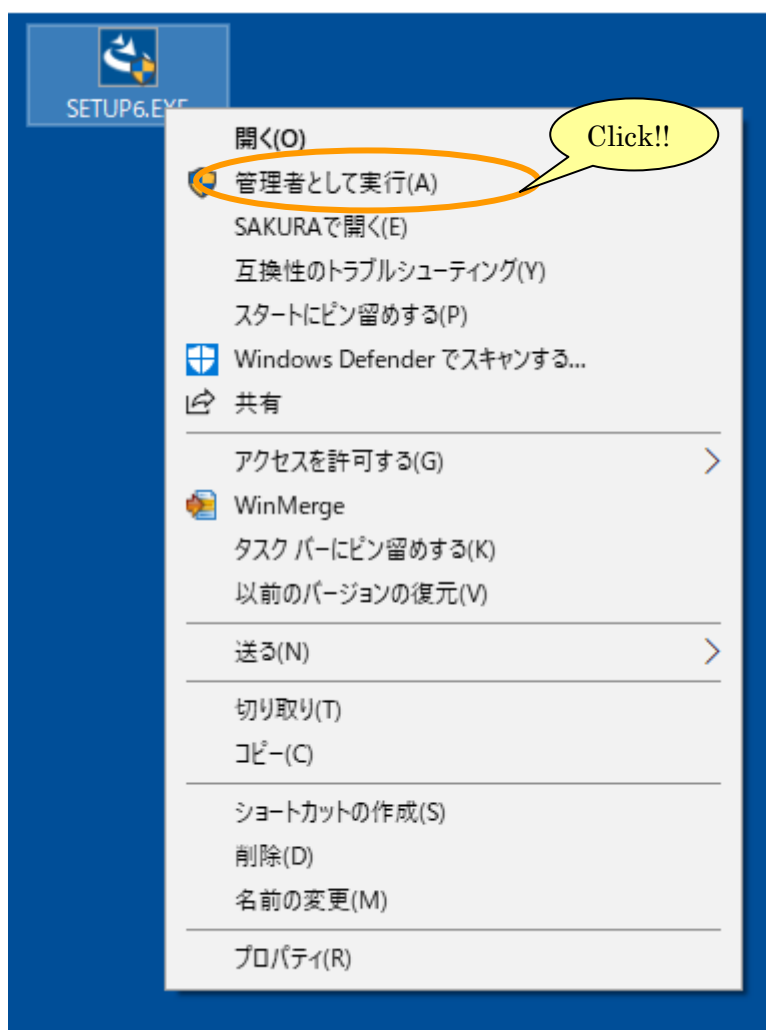 SETUP6.EXE
開く(O)
Click!!
管理者として実行(A)
SAKURAで開く(E)
互換性のトラブルシューティング(Y)
スタートにピン留めする(P)
Windows Defender でスキャンする...
共有
アクセスを許可する(G)
WinMerge
タスク バーにピン留めする(K)
以前のバージョンの復元(V)
送る(N)
切り取り(T)
コピー(C)
ショートカットの作成(S)
削除(D)
名前の変更(M)
プロパティ(R)